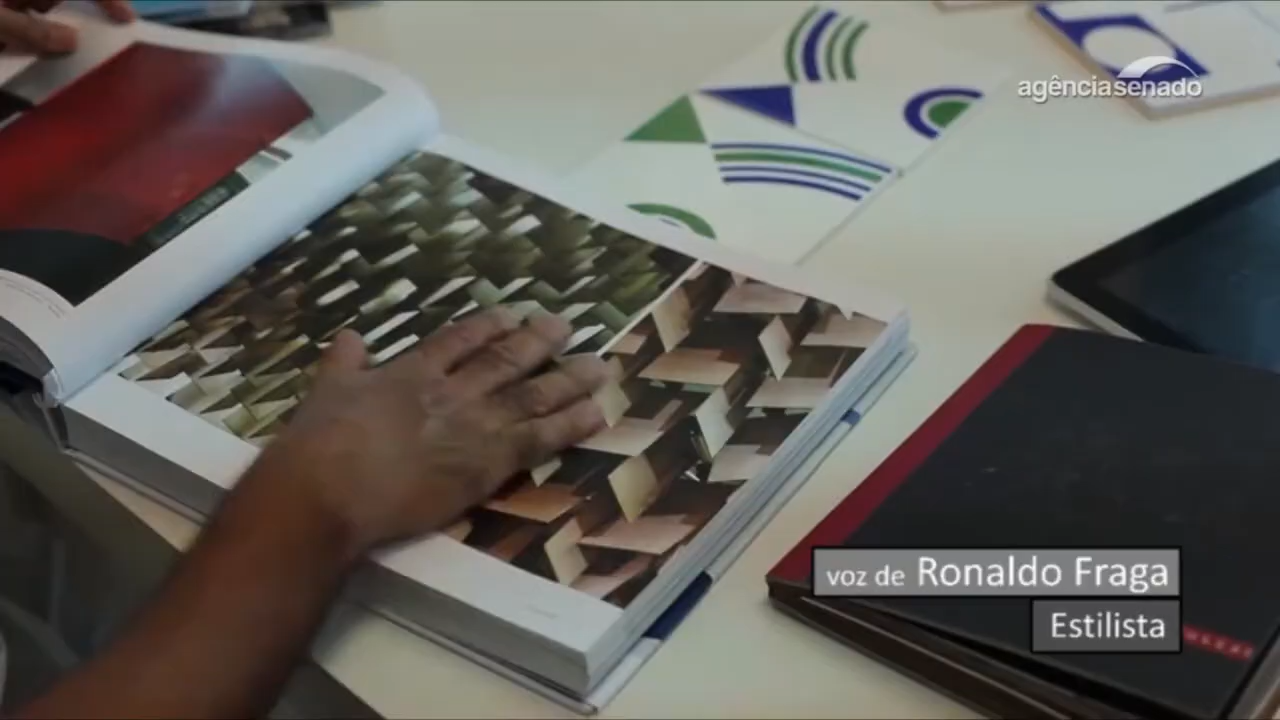 agênciasenado
voz de Ronaldo Fraga
Estilista